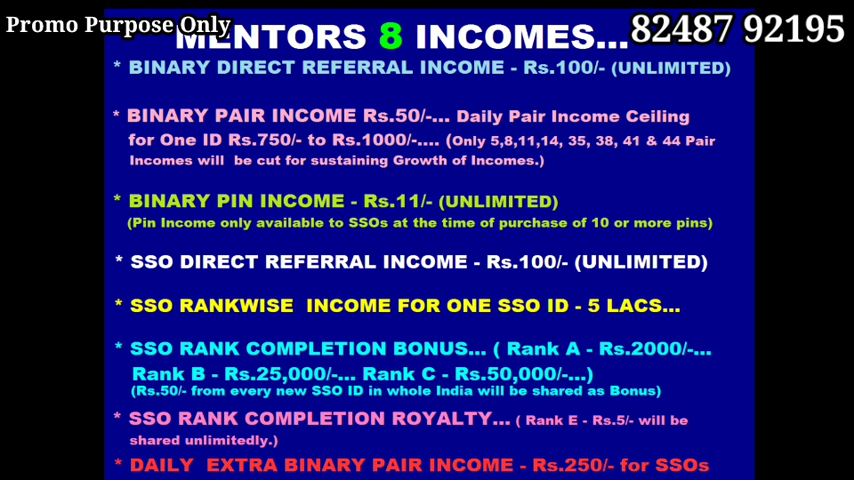 Promo Purpose Only
MENTORS 8 INCOMES... 82487 92195
* BINARY DIRECT REFERRAL INCOME - Rs.100/- (UNLIMITED)
* BINARY PAIR INCOME Rs.50/-... Daily Pair Income Ceiling
for One ID Rs.750/- to Rs.1000/-.... (Only 5,8,11,14, 35, 38, 41 & 44 Pair
Incomes will be cut for sustaining Growth of Incomes.)
* BINARY PIN INCOME - Rs.11/- (UNLIMITED)
(Pin Income only available to SSOs at the time of purchase of 10 or more pins)
* SSO DIRECT REFERRAL INCOME - Rs.100/- (UNLIMITED)
* SSO RANKWISE INCOME FOR ONE SSO ID - 5 LACS...
* SSO RANK COMPLETION BONUS... ( Rank A - Rs.2000/-...
Rank B - Rs.25,000/-... Rank C - Rs.50,000/-...)
(Rs.50/- from every new SSO ID in whole India will be shared as Bonus)
* SSO RANK COMPLETION ROYALTY... ( Rank E - Rs.5/- will be
shared unlimitedly.)
* DAILY EXTRA BINARY PAIR INCOME - Rs.250/- for SSOs